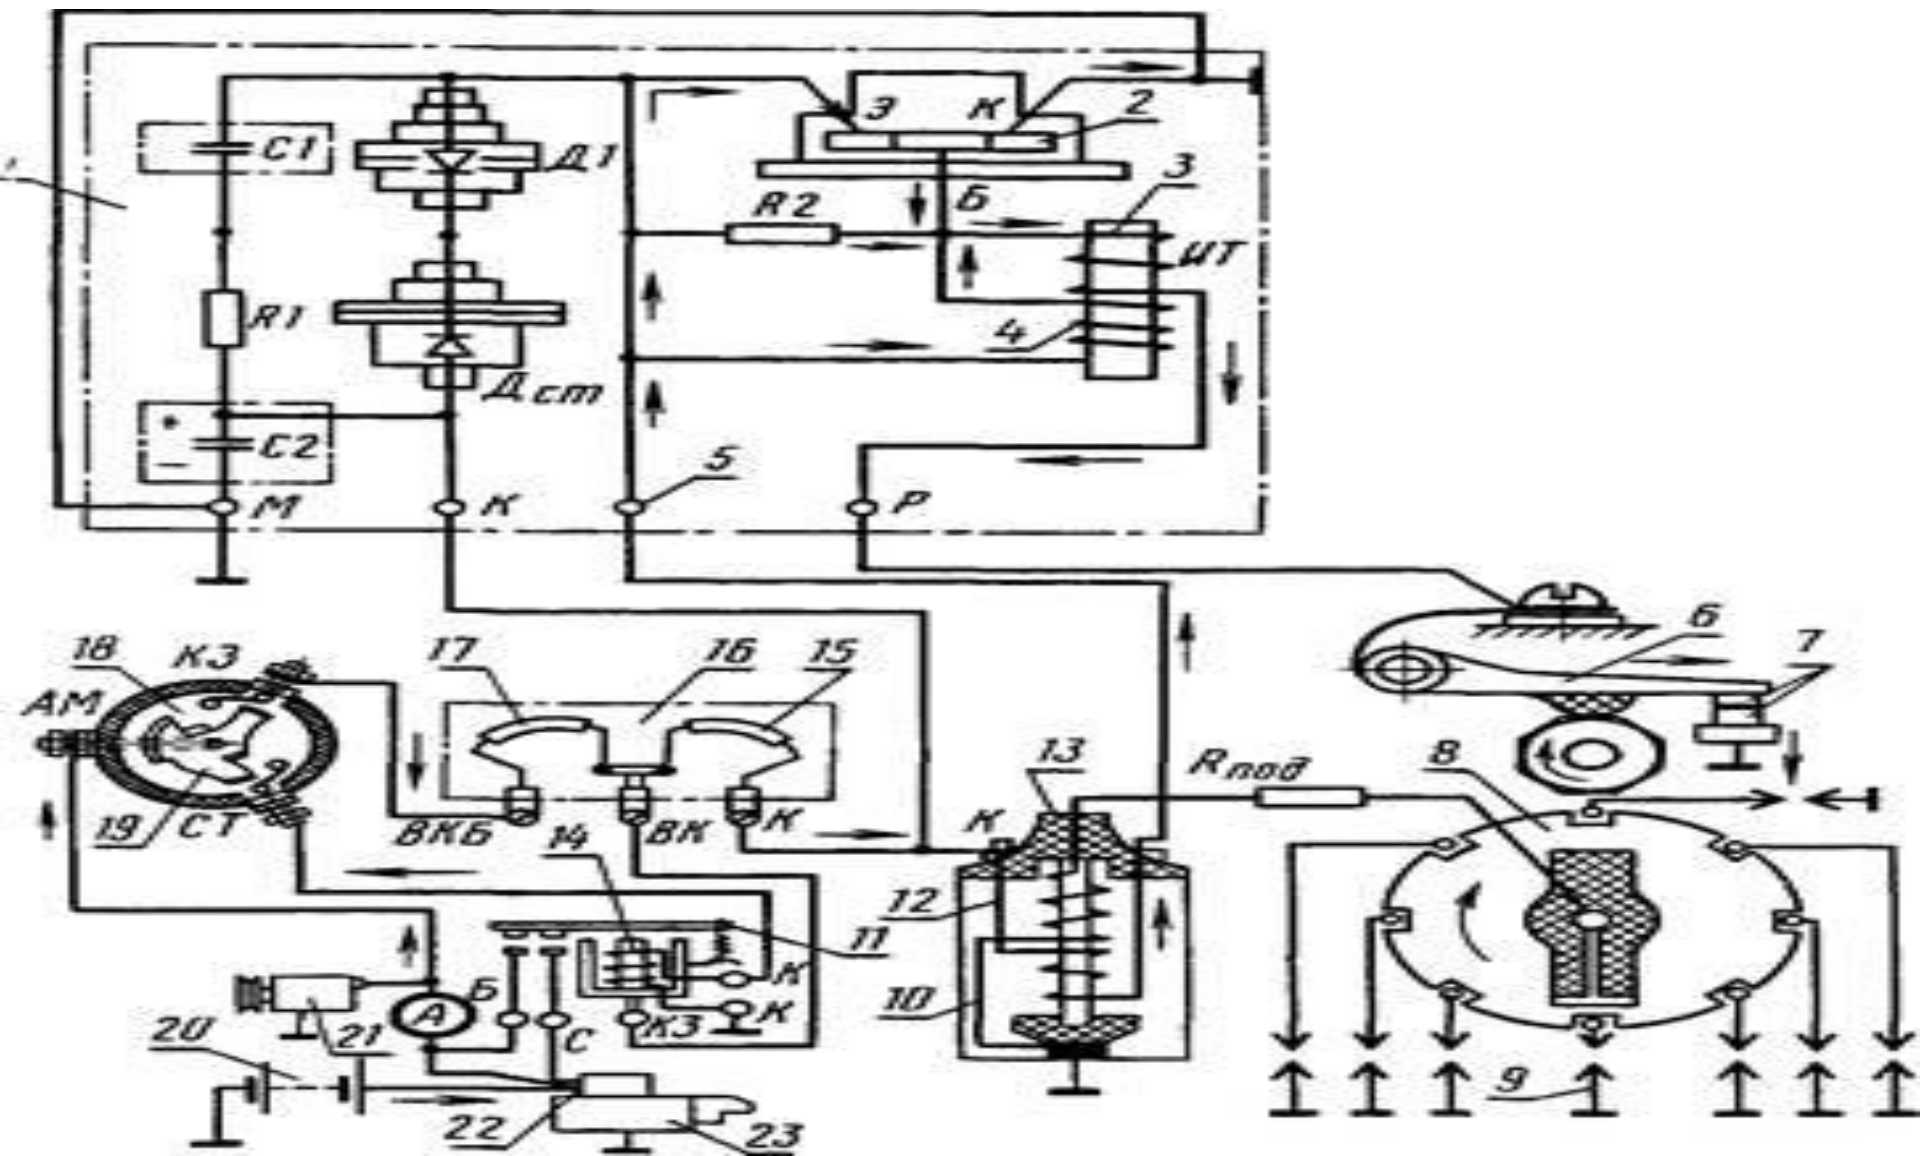 Э К 2
С1 Д1 3
R2 Б
ИТ
R1 4
Дст
+
С2 5
−
М К Р
6
18 КЗ 17 16 15 7
АМ
13 Rпод 8
19 СТ ВКБ 14 ВК К К
12
11
Б К
А 10
20 21 С КЗ К
9
22 23